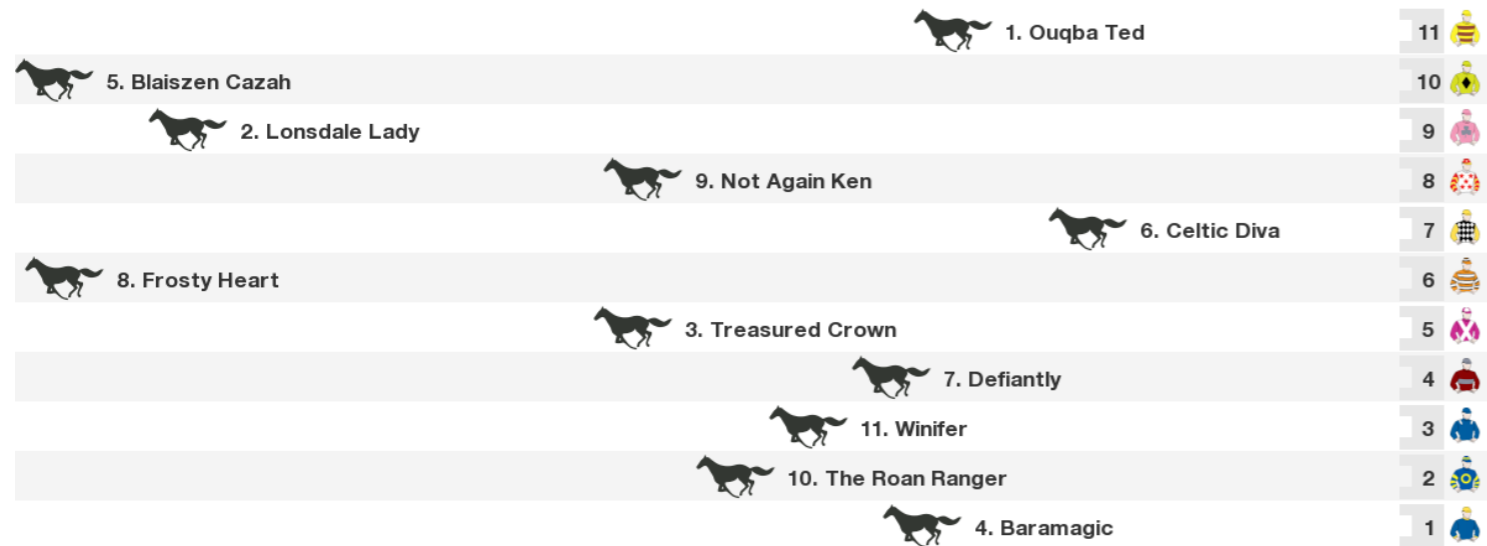 1. Ouqba Ted 11
5. Blaiszen Cazah 10
2. Lonsdale Lady 9
9. Not Again Ken 8
6. Celtic Diva 7
8. Frosty Heart 6
3. Treasured Crown 5
7. Defiantly 4
11. Winifer 3
10. The Roan Ranger 2
4. Baramagic 1